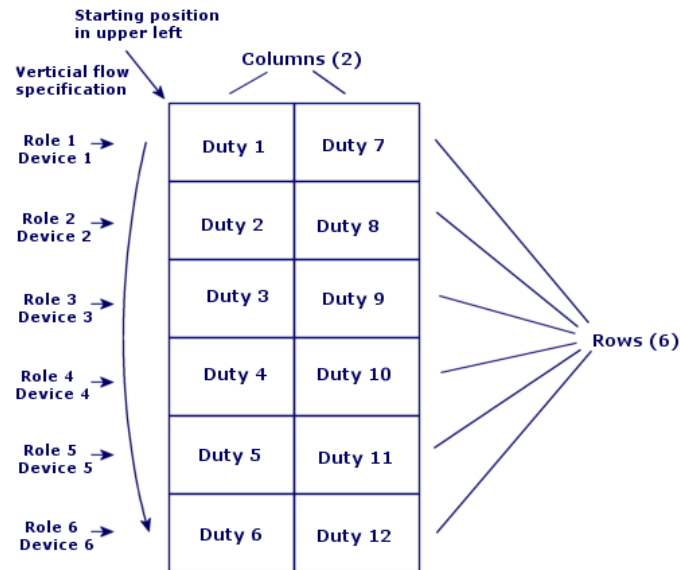 Starting position
in upper left
Columns (2)
Verticial flow
specification
Role 1
Device 1
Duty 1
Duty 7
Role 2
Device 2
Duty 2
Duty 8
Role 3
Device 3
Duty 3
Duty 9
Rows (6)
Role 4
Device 4
Duty 4
Duty 10
Role 5
Device 5
Duty 5
Duty 11
Role 6
Device 6
Duty 6
Duty 12